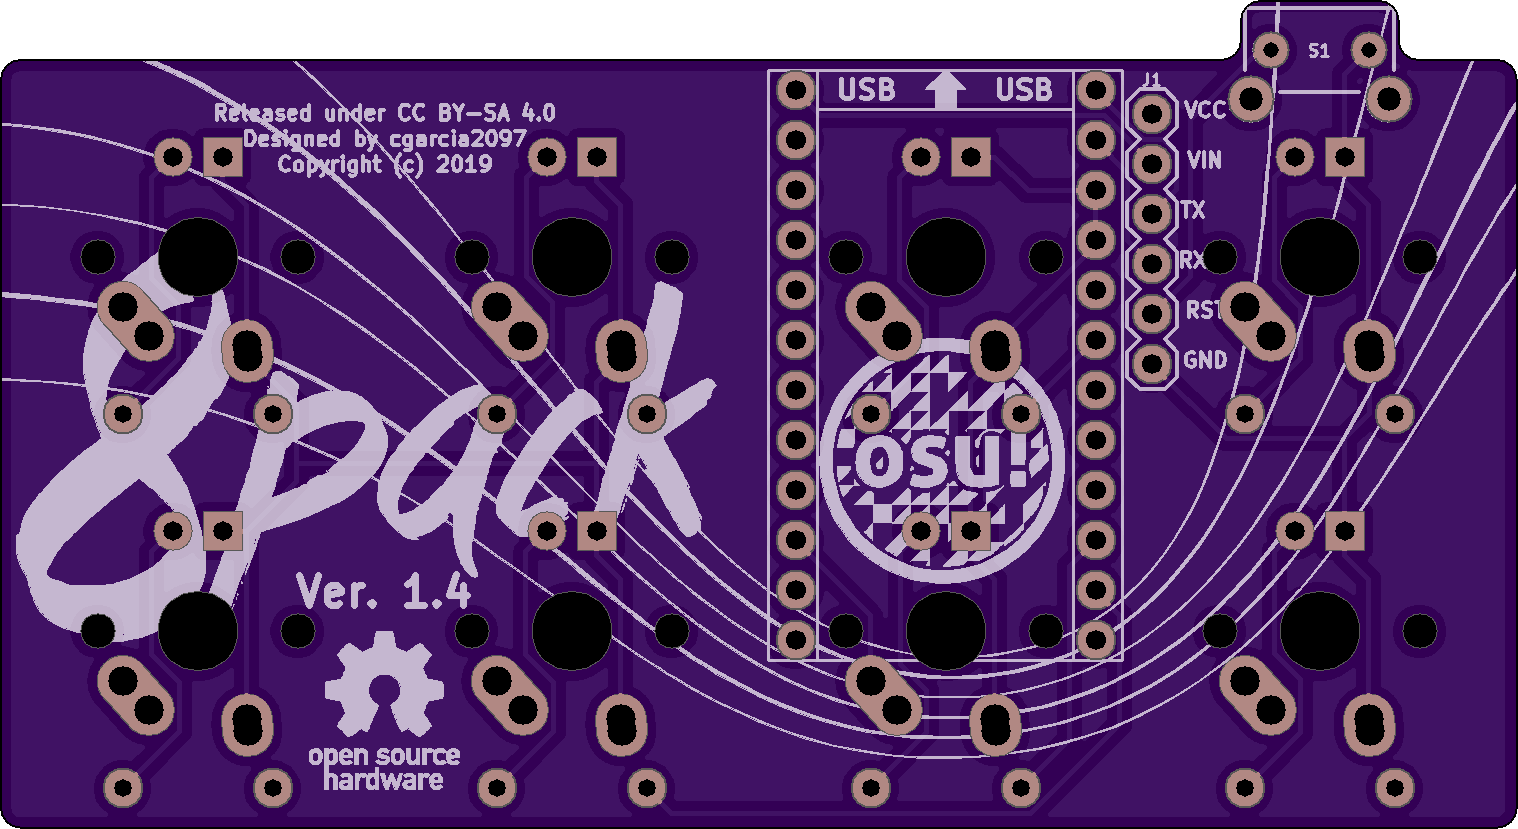 Released under CC BY-SA 4.0
Designed by cgarcia2097
Copyright (c) 2019
USB USB
S1
J1
VCC
VIN
TX
RX
RST
GND
8pack
osu!
Ver. 1.4
open source
hardware